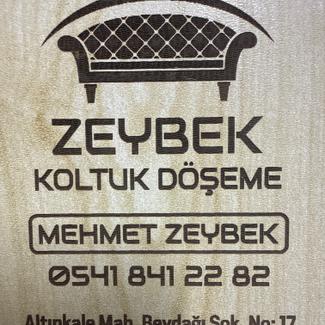 ZEYBEK
KOLTUK DÖŞEME
MEHMET ZEYBEK
0541 841 22 82
Altınkale Mah. Beydağı Sok. No: 17